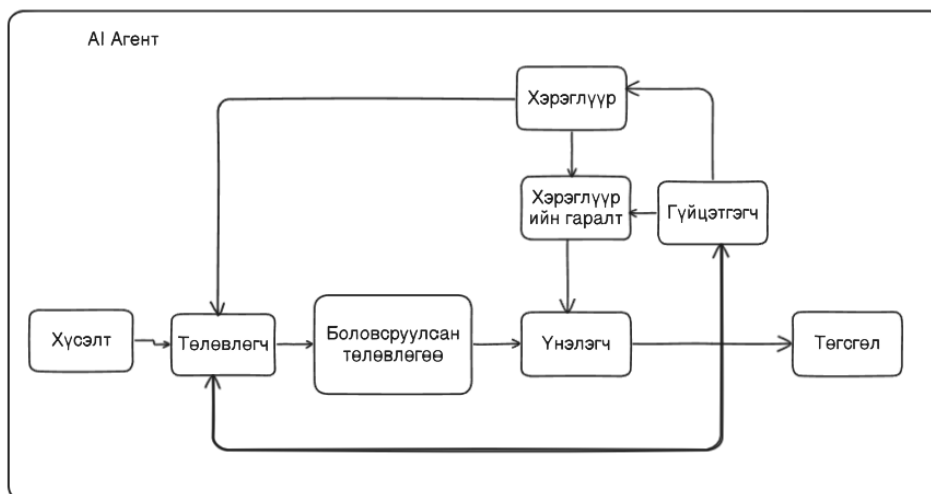 AI Агент
Хэрэглүүр
Хэрэглүүр
ийн гаралт
Гүйцэтгэгч
Хүсэлт
Төлөвлөгч
Боловсруулсан
төлөвлөгөө
Үнэлэгч
Төгсгөл